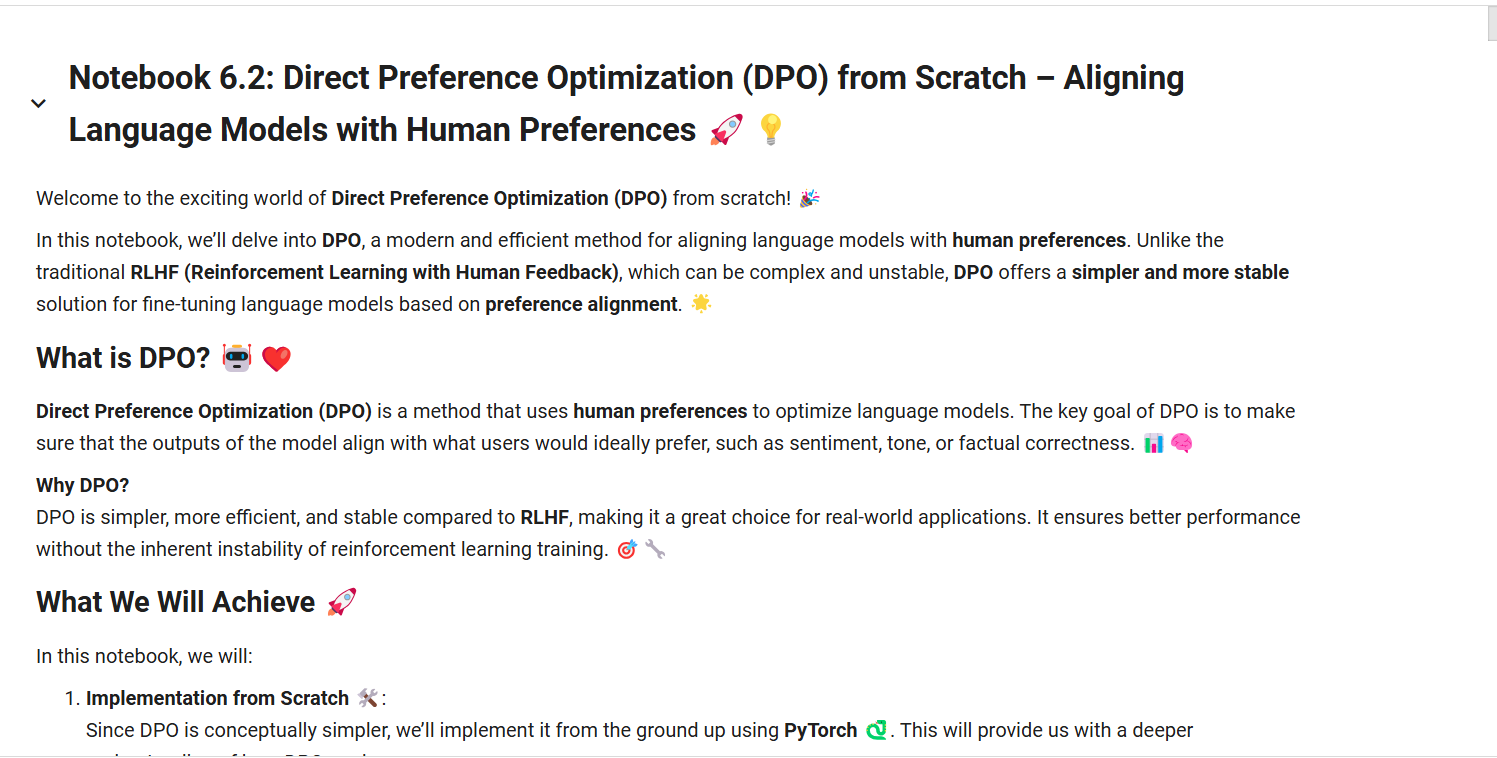 Notebook 6.2: Direct Preference Optimization (DPO) from Scratch – Aligning
Language Models with Human Preferences 🚀 💡
Welcome to the exciting world of Direct Preference Optimization (DPO) from scratch! 🎉
In this notebook, we’ll delve into DPO, a modern and efficient method for aligning language models with human preferences. Unlike the
traditional RLHF (Reinforcement Learning with Human Feedback), which can be complex and unstable, DPO offers a simpler and more stable
solution for fine-tuning language models based on preference alignment. 🌟
What is DPO? 🤖 ❤️
Direct Preference Optimization (DPO) is a method that uses human preferences to optimize language models. The key goal of DPO is to make
sure that the outputs of the model align with what users would ideally prefer, such as sentiment, tone, or factual correctness. 📊 🧠
Why DPO?
DPO is simpler, more efficient, and stable compared to RLHF, making it a great choice for real-world applications. It ensures better performance
without the inherent instability of reinforcement learning training. 🎯 🔧
What We Will Achieve 🚀
In this notebook, we will:
1. Implementation from Scratch 🛠️:
Since DPO is conceptually simpler, we’ll implement it from the ground up using PyTorch 🐍. This will provide us with a deeper